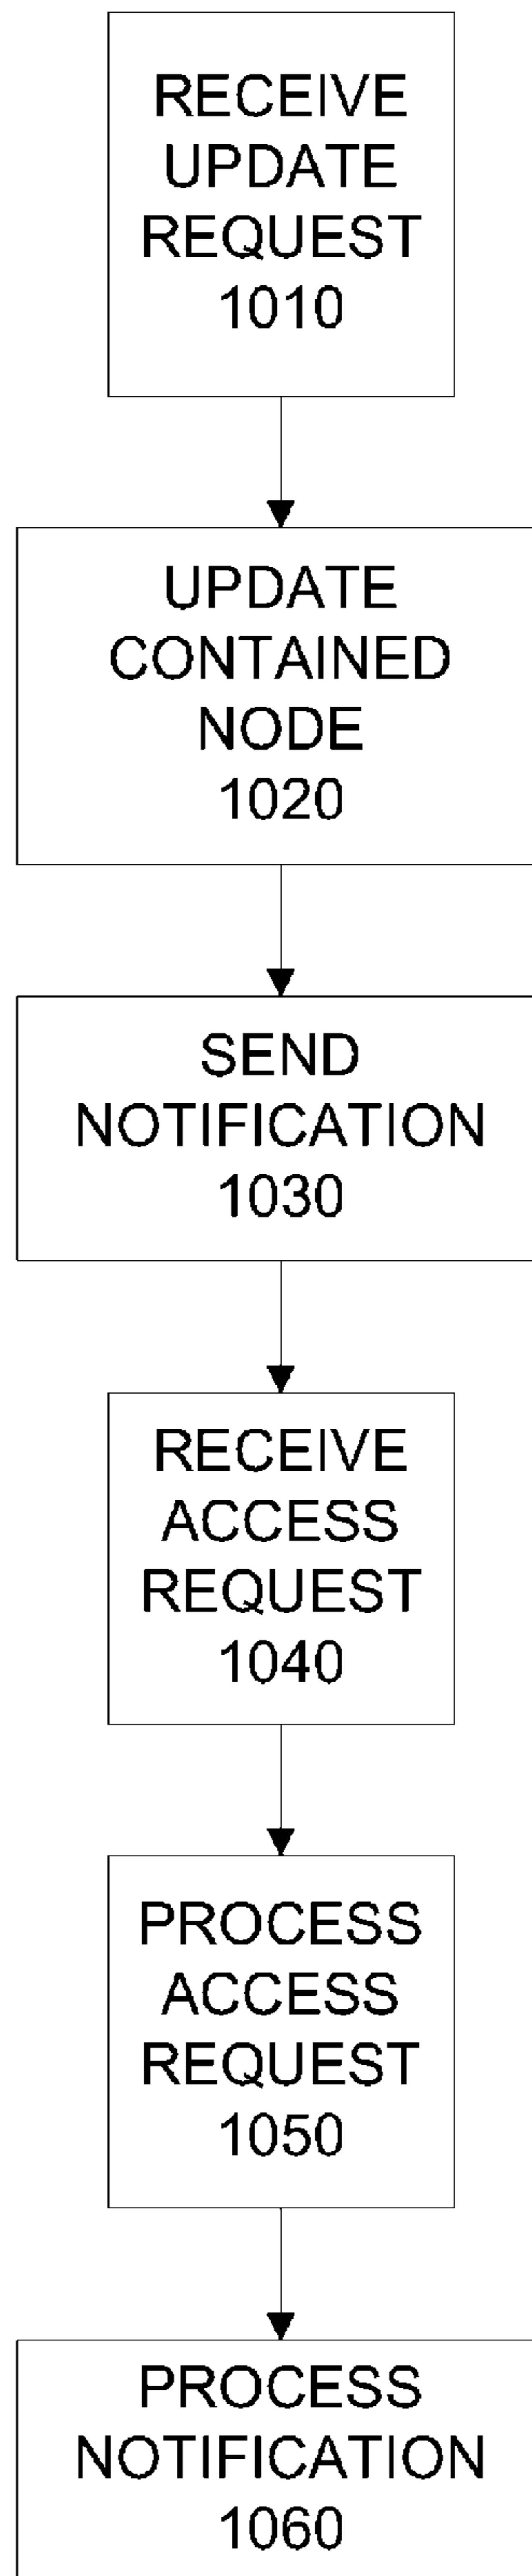 RECEIVE
UPDATE
REQUEST
1010
UPDATE
CONTAINED
NODE
1020
SEND
NOTIFICATION
1030
RECEIVE
ACCESS
REQUEST
1040
PROCESS
ACCESS
REQUEST
1050
PROCESS
NOTIFICATION
1060